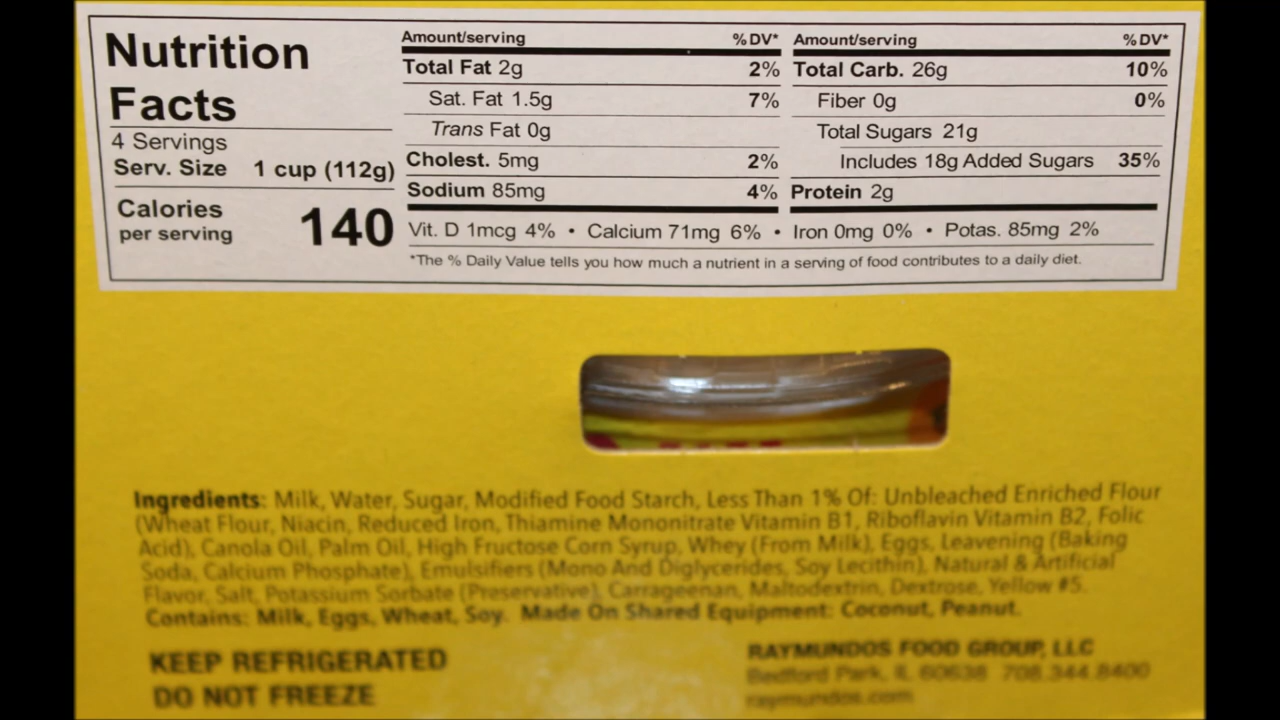 Nutrition
Facts
4 Servings
Serv. Size 1 cup (112g)
Calories
per serving 140
Amount/serving %DV*
Total Fat 2g 2%
Sat. Fat 1.5g 7%
Trans Fat 0g
Cholest. 5mg 2%
Sodium 85mg 4%
Amount/serving %DV*
Total Carb. 26g 10%
Fiber 0g 0%
Total Sugars 21g
Includes 18g Added Sugars 35%
Protein 2g
Vit. D 1mcg 4% • Calcium 71mg 6% • Iron 0mg 0% • Potas. 85mg 2%
*The % Daily Value tells you how much a nutrient in a serving of food contributes to a daily diet.
Ingredients: Milk, Water, Sugar, Modified Food Starch, Less Than 1% Of: Unbleached Enriched Flour
(Wheat Flour, Niacin, Reduced Iron, Thiamine Mononitrate Vitamin B1, Riboflavin Vitamin B2, Folic
Acid), Canola Oil, Palm Oil, High Fructose Corn Syrup, Whey (From Milk), Eggs, Leavening (Baking
Soda, Calcium Phosphate), Emulsifiers (Mono And Diglycerides, Soy Lecithin), Natural & Artificial
Flavor, Salt, Potassium Sorbate (Preservative), Carrageenan, Maltodextrin, Dextrose, Yellow #5.
Contains: Milk, Eggs, Wheat, Soy. Made On Shared Equipment: Coconut, Peanut.
KEEP REFRIGERATED
DO NOT FREEZE
RAYMUNDOS FOOD GROUP, LLC
Bedford Park, IL 60638 708.344.8400
raymundos.com